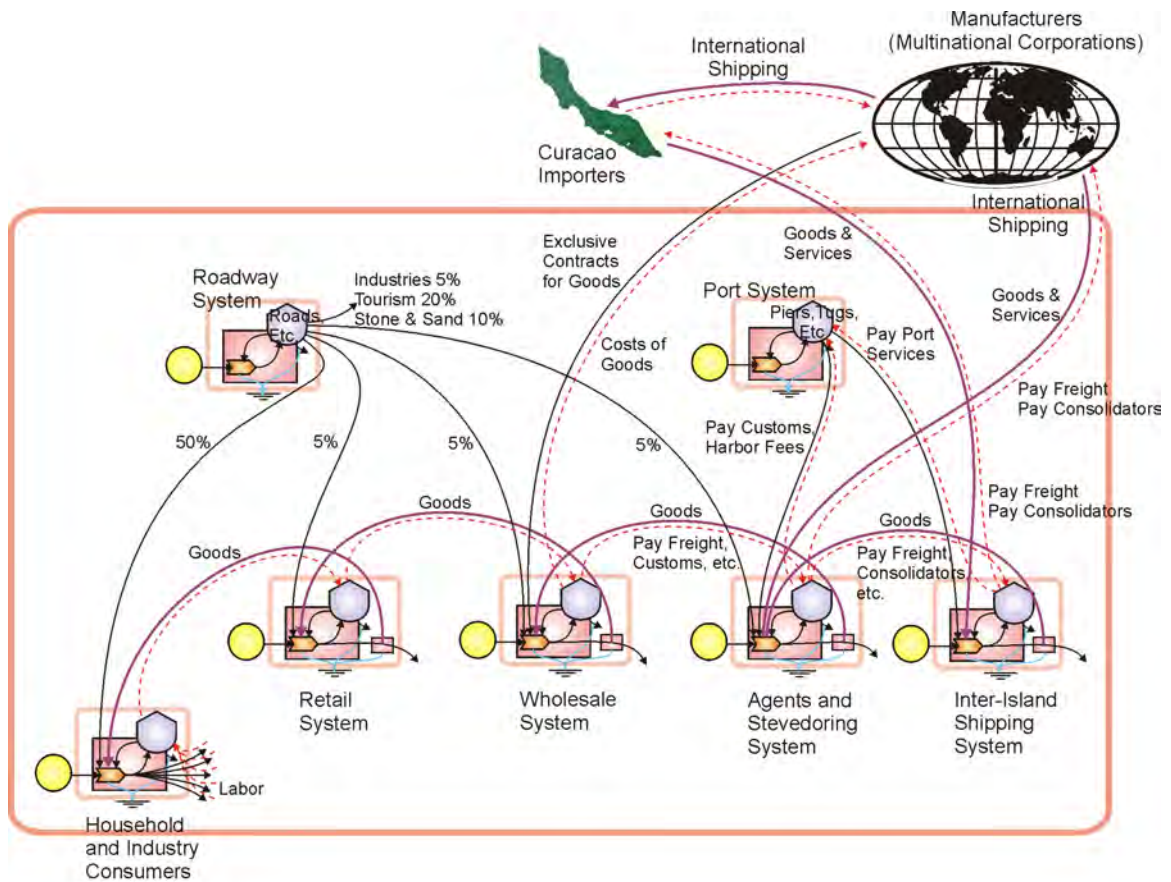 Manufacturers
(Multinational Corporations)
International
Shipping
Curacao
Importers
International
Shipping
Exclusive
Contracts
for Goods
Goods &
Services
Roadway
System
Industries 5%
Tourism 20%
Stone & Sand 10%
Roads,
Etc.
Port System
Piers,Tugs,
Etc
Goods &
Services
Costs of
Goods
Pay Port
Services
Pay Freight
Pay Consolidators
50%
5%
5%
5%
Pay Customs,
Harbor Fees
Pay Freight
Pay Consolidators
Goods
Goods
Goods
Goods
Pay Freight,
Customs, etc.
Pay Freight,
Consolidators,
etc.
Retail
System
Wholesale
System
Agents and
Stevedoring
System
Inter-Island
Shipping
System
Labor
Household
and Industry
Consumers